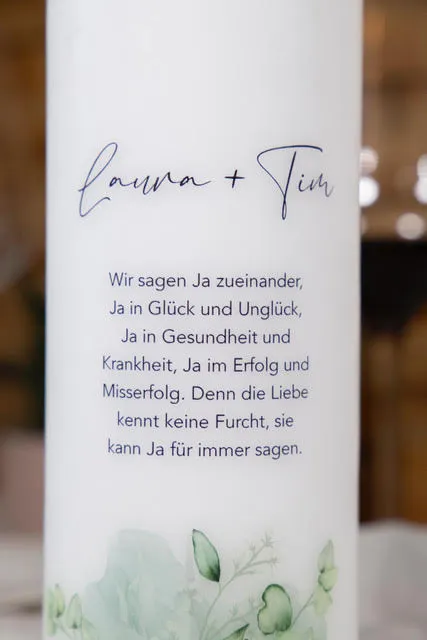 Laura + Tim
Wir sagen Ja zueinander,
Ja in Glück und Unglück,
Ja in Gesundheit und
Krankheit, Ja im Erfolg und
Misserfolg. Denn die Liebe
kennt keine Furcht, sie
kann Ja für immer sagen.